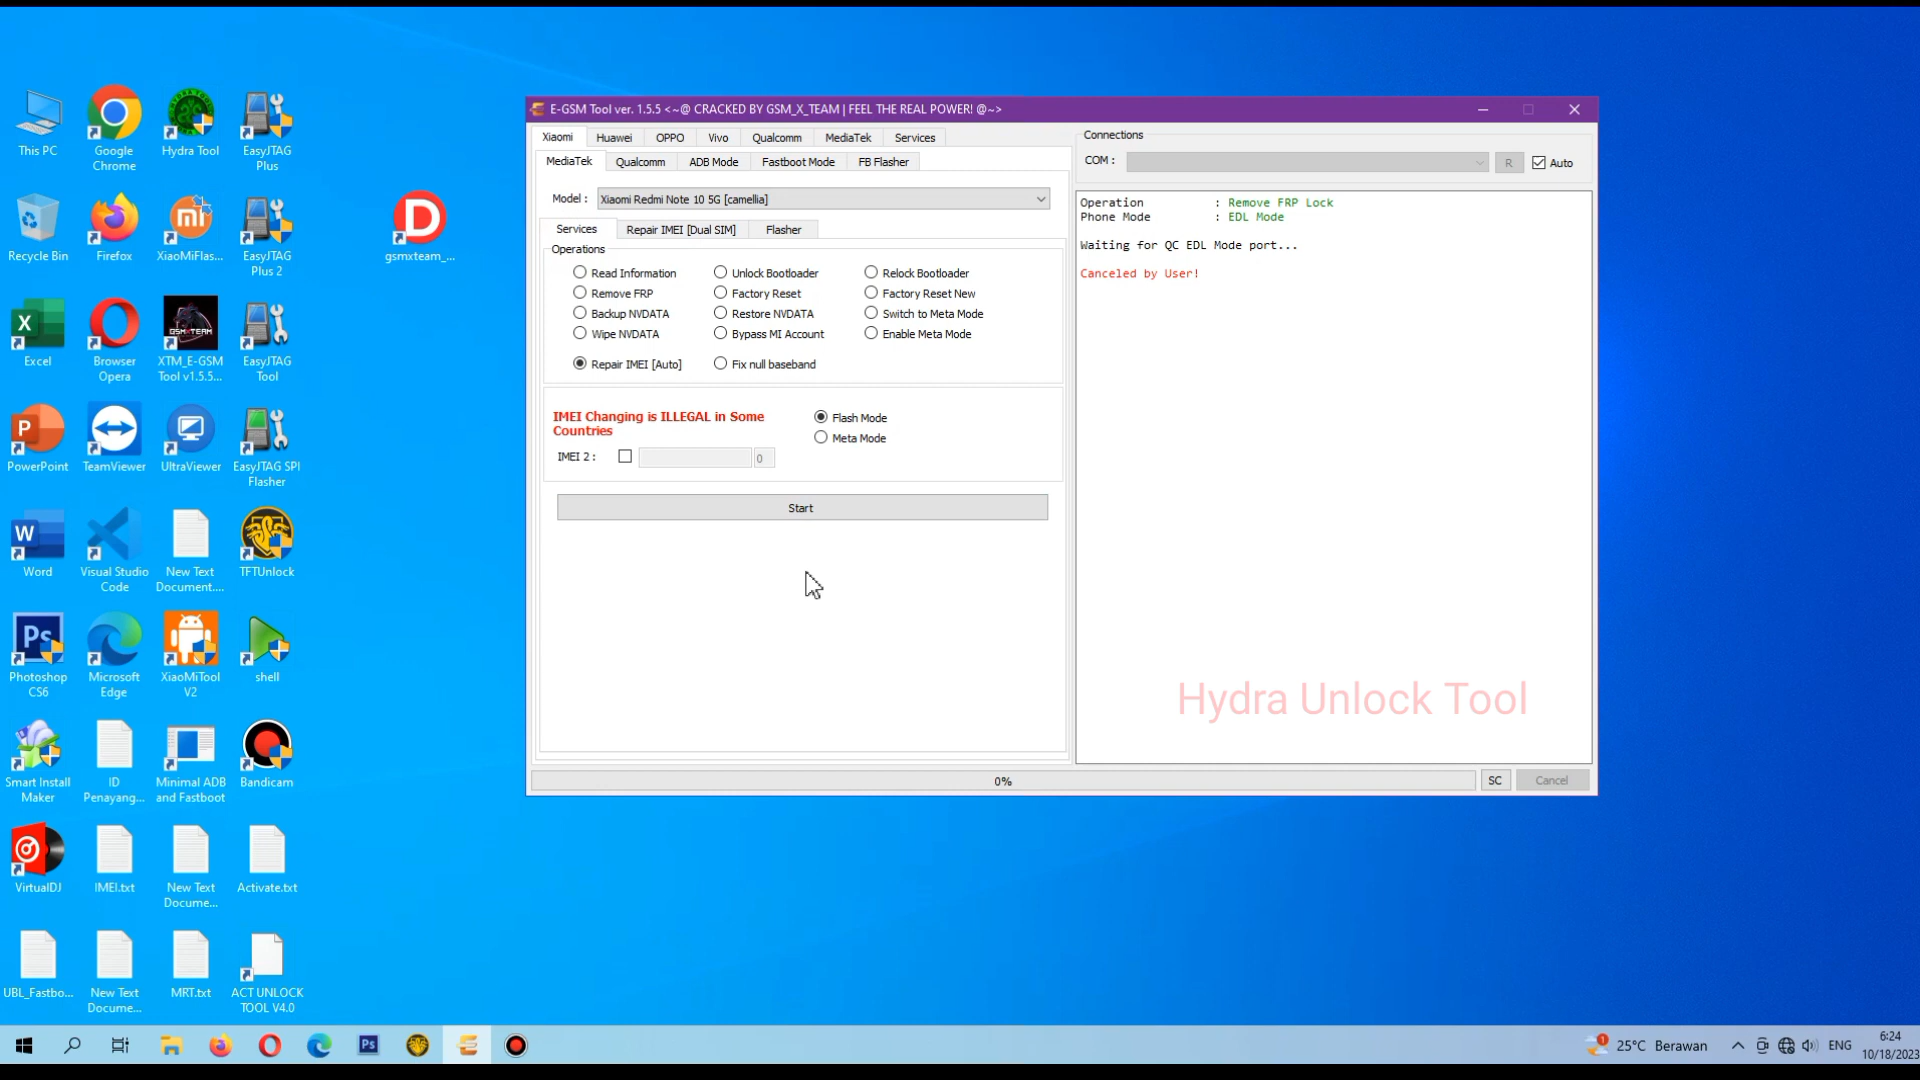 This PC
Google
Chrome
Hydra Tool
EasyJTAG
Plus
Recycle Bin
Firefox
XiaoMiFlas...
EasyJTAG
Plus 2
gsmxteam_...
Excel
Browser
Opera
GSM TEAM
XTM_E-GSM
Tool v1.5.5...
EasyJTAG
Tool
PowerPoint
TeamViewer
UltraViewer
EasyJTAG SPI
Flasher
Word
Visual Studio
Code
New Text
Document....
TFTUnlock
Photoshop
CS6
Microsoft
Edge
XiaoMiTool
V2
shell
Smart Install
Maker
ID
Penayang...
Minimal ADB
and Fastboot
Bandicam
VirtualDJ
IMEI.txt
New Text
Docume...
Activate.txt
UBL_Fastbo...
New Text
Docume...
MRT.txt
ACT UNLOCK
TOOL V4.0
E-GSM Tool ver. 1.5.5 <~@ CRACKED BY GSM_X_TEAM | FEEL THE REAL POWER! @~>
Xiaomi Huawei OPPO Vivo Qualcomm MediaTek Services
MediaTek Qualcomm ADB Mode Fastboot Mode FB Flasher
Model : Xiaomi Redmi Note 10 5G [camellia]
Services Repair IMEI [Dual SIM] Flasher
Operations
Read Information Unlock Bootloader Relock Bootloader
Remove FRP Factory Reset Factory Reset New
Backup NVDATA Restore NVDATA Switch to Meta Mode
Wipe NVDATA Bypass MI Account Enable Meta Mode
Repair IMEI [Auto] Fix null baseband
IMEI Changing is ILLEGAL in Some
Countries
Flash Mode
Meta Mode
IMEI 2 : 0
Start
Connections
COM : R Auto
Operation : Remove FRP Lock
Phone Mode : EDL Mode
Waiting for QC EDL Mode port...
Canceled by User!
Hydra Unlock Tool
0% SC Cancel
1 25°C Berawan ENG
6:24
10/18/2023